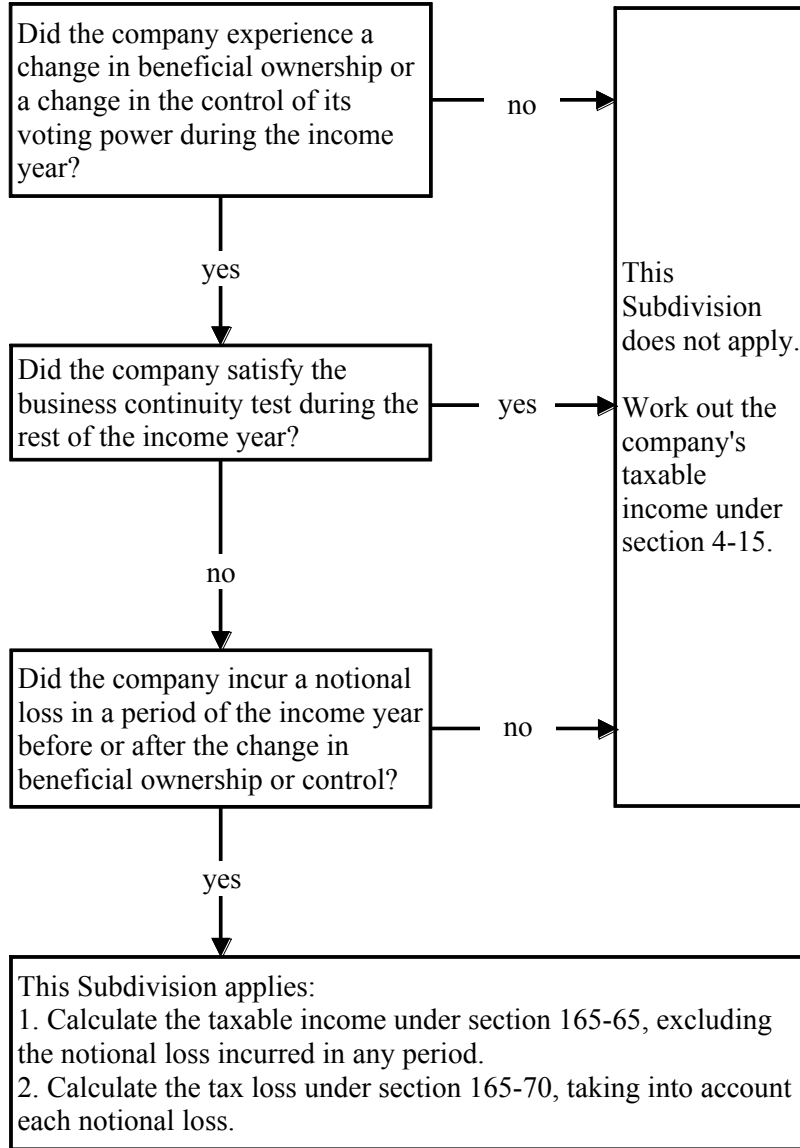 Did the company experience a
change in beneficial ownership or
a change in the control of its
voting power during the income
year?
no
yes
This
Subdivision
does not apply.
Work out the
company's
taxable
income under
section 4-15.
Did the company satisfy the
business continuity test during the
rest of the income year?
yes
no
Did the company incur a notional
loss in a period of the income year
before or after the change in
beneficial ownership or control?
no
yes
This Subdivision applies:
1. Calculate the taxable income under section 165-65, excluding
the notional loss incurred in any period.
2. Calculate the tax loss under section 165-70, taking into account
each notional loss.